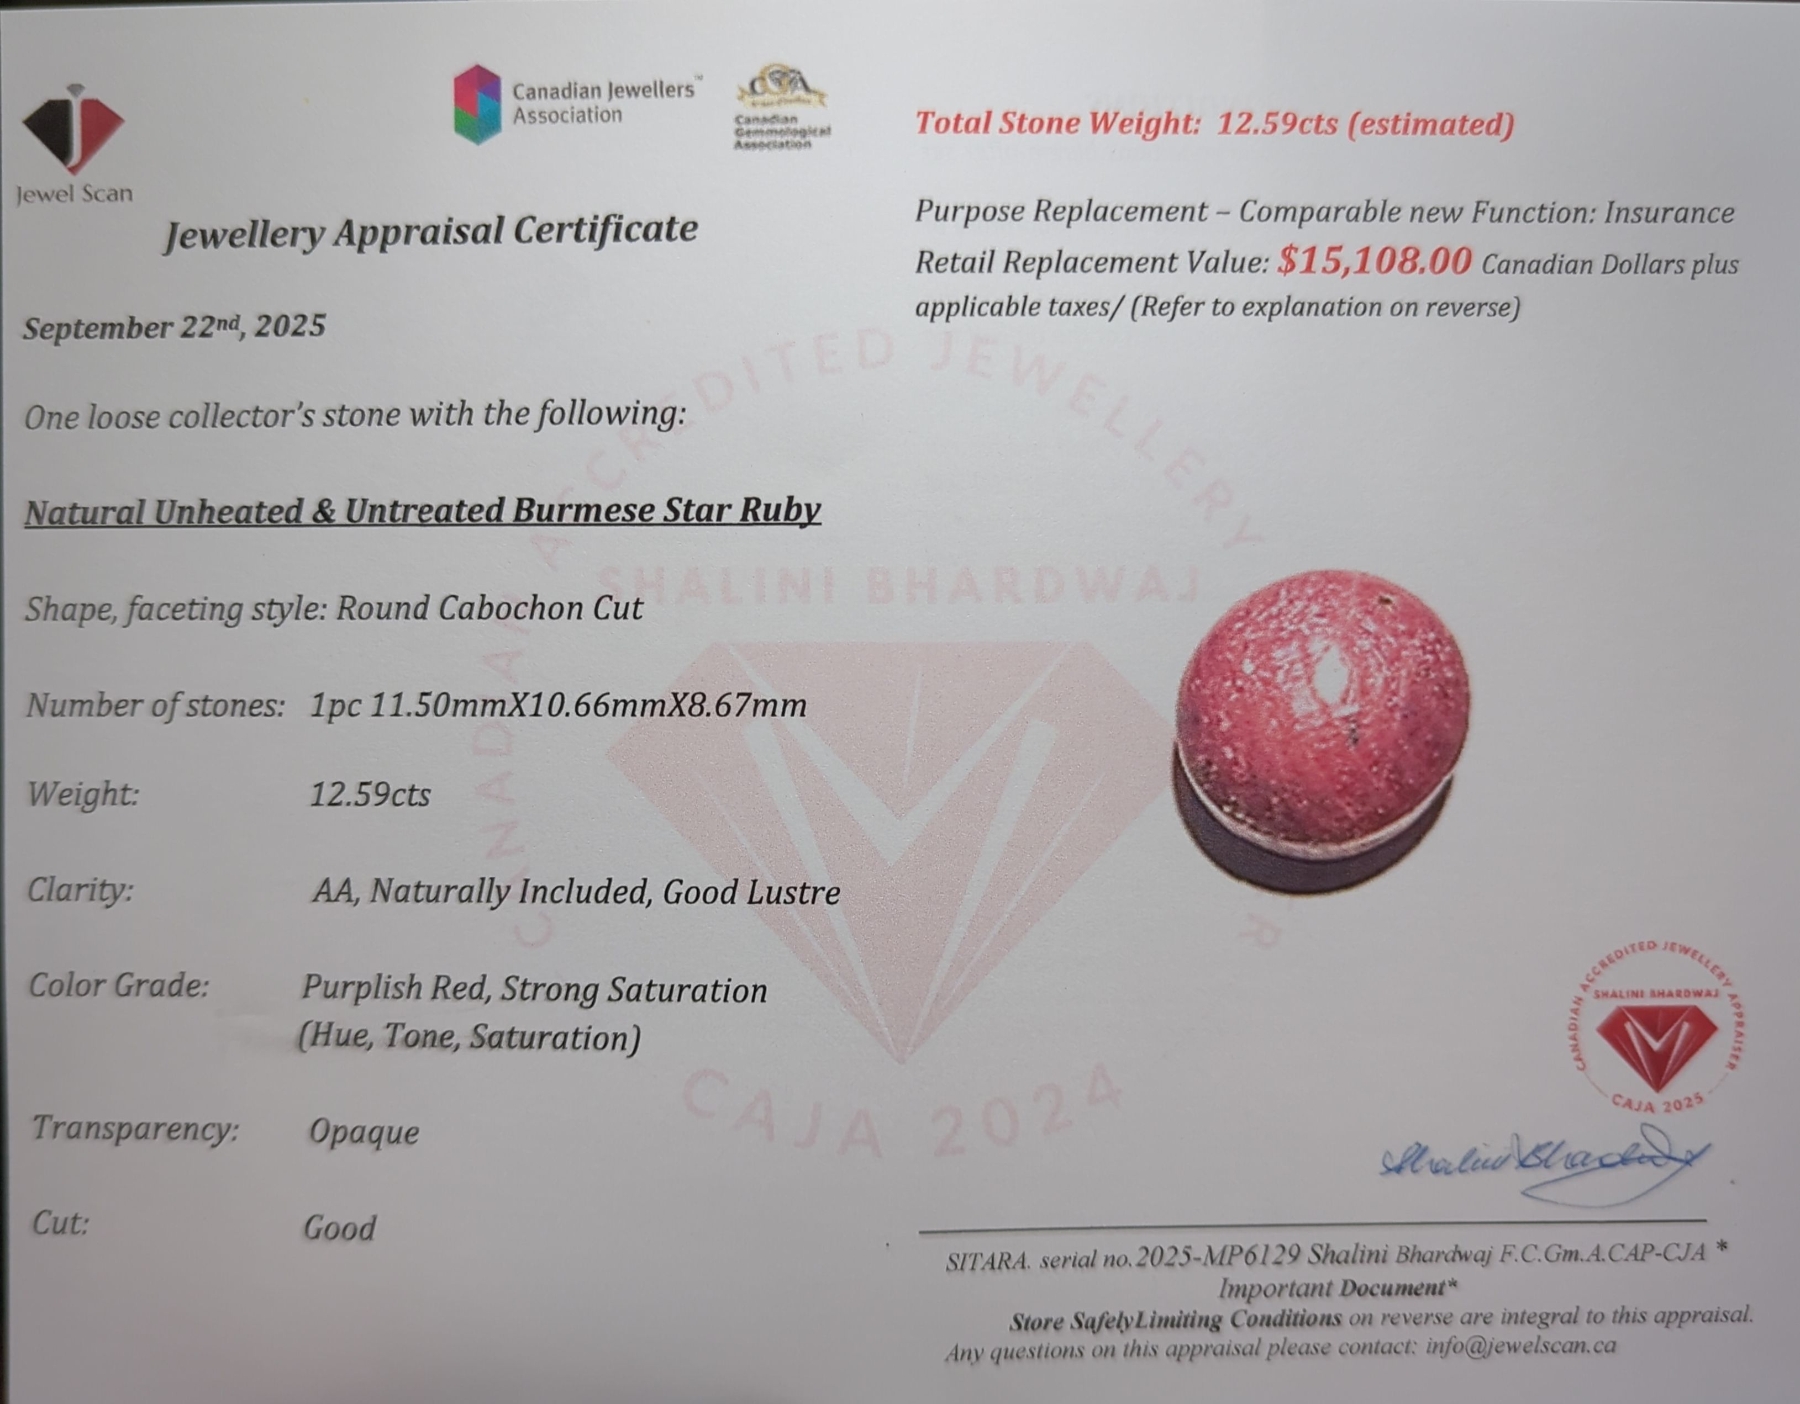 Jewel Scan
Canadian Jewellers™
Association
CGA
Canadian
Gemmological
Association
Jewellery Appraisal Certificate
September 22nd, 2025
One loose collector's stone with the following:
Natural Unheated & Untreated Burmese Star Ruby
Shape, faceting style: Round Cabochon Cut
Number of stones: 1pc 11.50mmX10.66mmX8.67mm
Weight: 12.59cts
Clarity: AA, Naturally Included, Good Lustre
Color Grade: Purplish Red, Strong Saturation
(Hue, Tone, Saturation)
Transparency: Opaque
Cut: Good
Total Stone Weight: 12.59cts (estimated)
Purpose Replacement – Comparable new Function: Insurance
Retail Replacement Value: $15,108.00 Canadian Dollars plus
applicable taxes/ (Refer to explanation on reverse)
CANADIAN ACCREDITED JEWELLERY
SHALINI BHARDWAJ
CAJA 2024
CANADIAN ACCREDITED JEWELLERY APPRAISER
SHALINI BHARDWAJ
CAJA 2025
Shalini Bhardwaj
SITARA. serial no.2025-MP6129 Shalini Bhardwaj F.C.Gm.A.CAP-CJA *
Important Document*
Store SafelyLimiting Conditions on reverse are integral to this appraisal.
Any questions on this appraisal please contact: info@jewelscan.ca